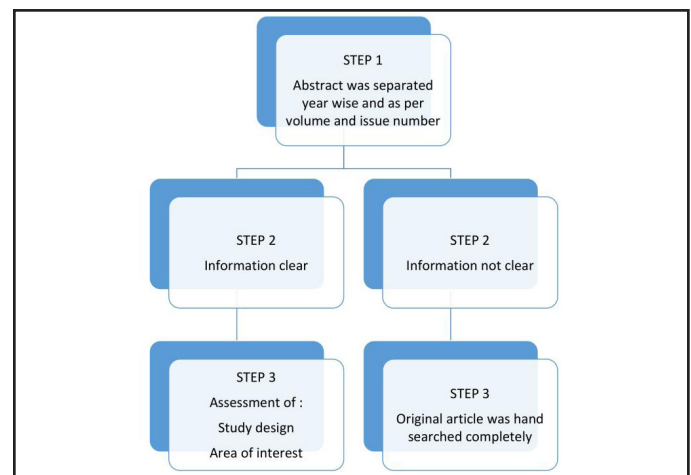 STEP 1
Abstract was separated
year wise and as per
volume and issue number
STEP 2
Information clear
STEP 2
Information not clear
STEP 3
Assessment of :
Study design
Area of interest
STEP 3
Original article was hand
searched completely